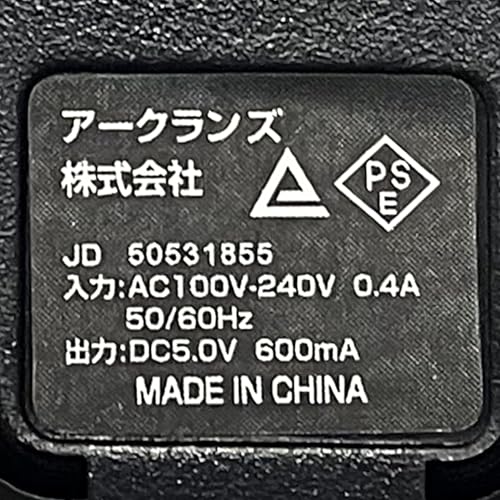 アークランズ
株式会社
PS
E
JD 50531855
入力:AC100V-240V 0.4A
50/60Hz
出力:DC5.0V 600mA
MADE IN CHINA